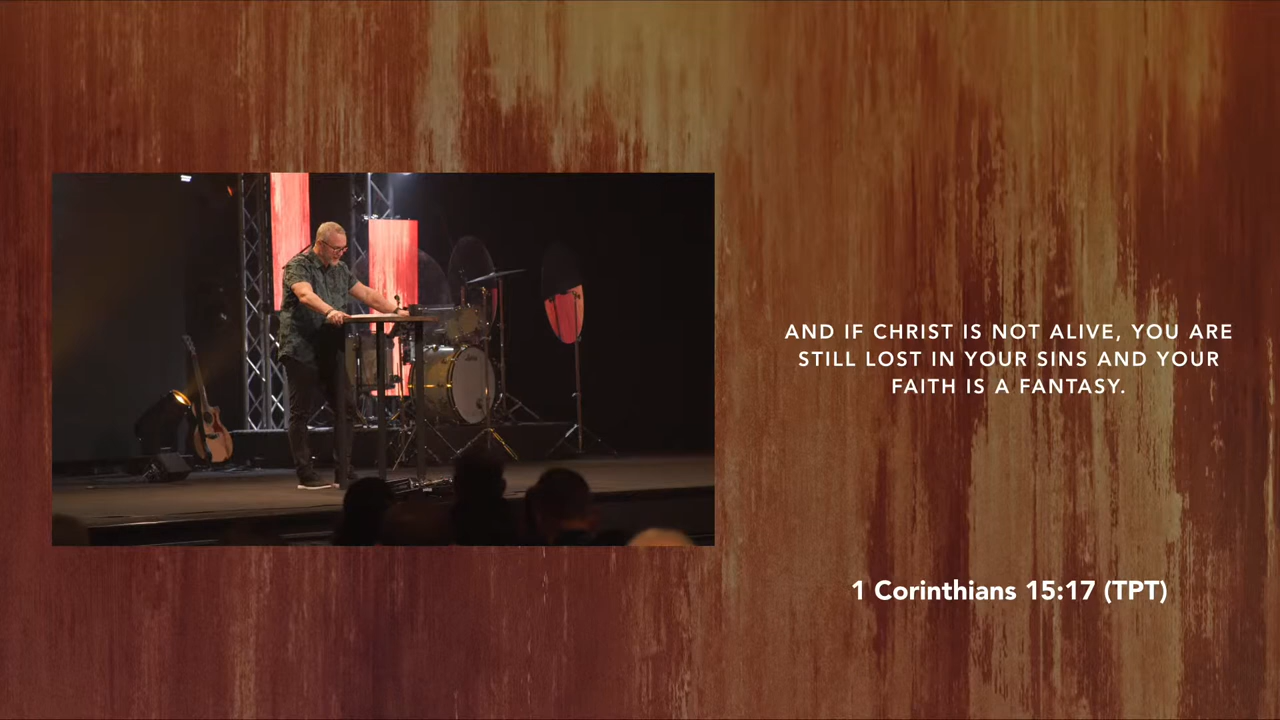 AND IF CHRIST IS NOT ALIVE, YOU ARE
STILL LOST IN YOUR SINS AND YOUR
FAITH IS A FANTASY.
1 Corinthians 15:17 (TPT)